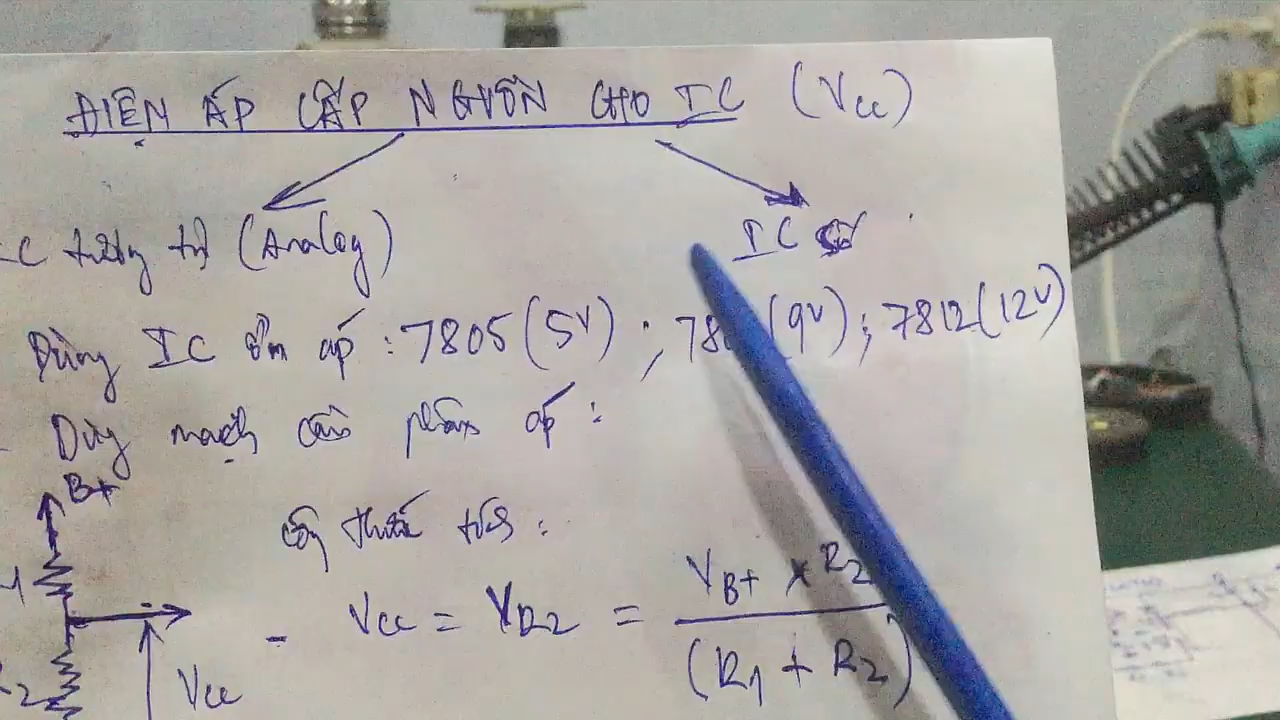 ĐIỆN ÁP CẤP NGUỒN CHO IC (Vcc)
IC tương tự (Analog)
IC số
Dùng IC ổn áp : 7805 (5V) ; 78 (9V) ; 7812 (12V)
- Dùng mạch cầu phân áp :
B+
Công thức tính :
Vcc = VR2 = VB+ × R2
(R1 + R2)
Vcc